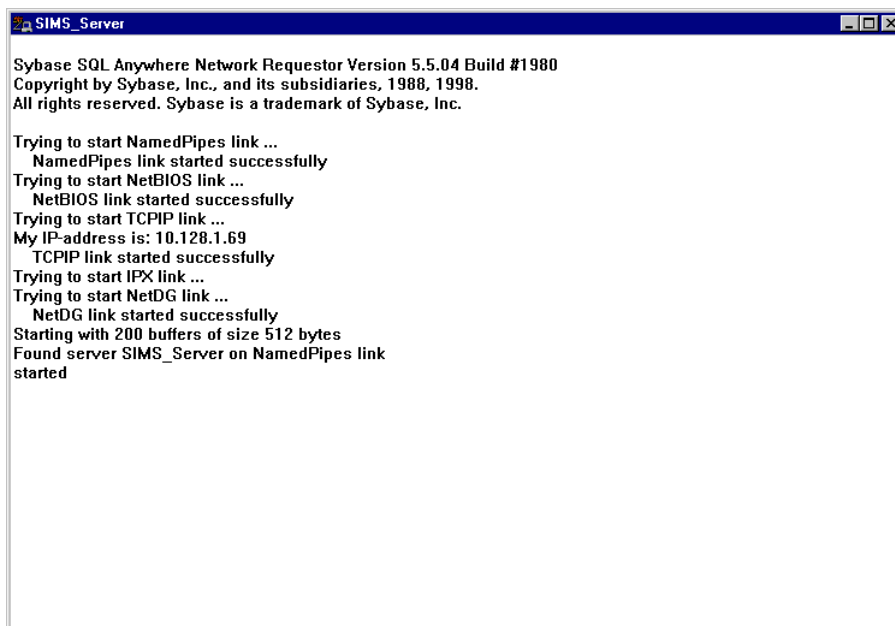 SIMS_Server
Sybase SQL Anywhere Network Requestor Version 5.5.04 Build #1980
Copyright by Sybase, Inc., and its subsidiaries, 1988, 1998.
All rights reserved. Sybase is a trademark of Sybase, Inc.
Trying to start NamedPipes link ...
NamedPipes link started successfully
Trying to start NetBIOS link ...
NetBIOS link started successfully
Trying to start TCPIP link ...
My IP-address is: 10.128.1.69
TCPIP link started successfully
Trying to start IPX link ...
Trying to start NetDG link ...
NetDG link started successfully
Starting with 200 buffers of size 512 bytes
Found server SIMS_Server on NamedPipes link
started